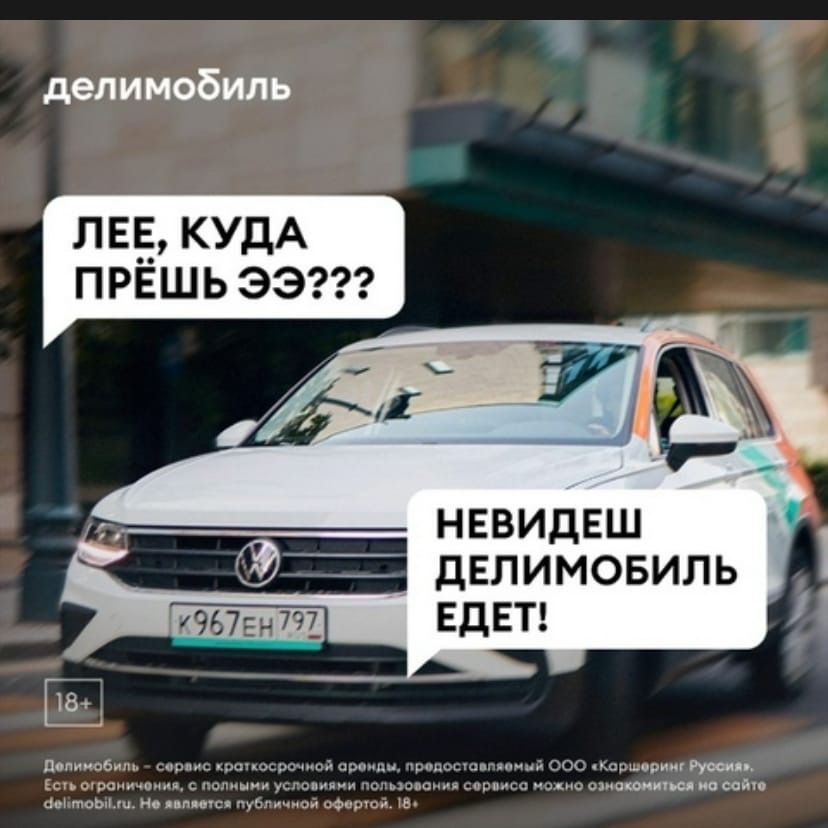 делимобиль
ЛЕЕ, КУДА
ПРЁШЬ ЭЭ???
НЕВИДЕШ
ДЕЛИМОБИЛЬ
ЕДЕТ!
К967ЕН 797
18+
Делимобиль – сервис краткосрочной аренды, предоставляемый ООО «Каршеринг Руссия».
Есть ограничения, с полными условиями пользования сервиса можно ознакомиться на сайте
delimobil.ru. Не является публичной офертой. 18+